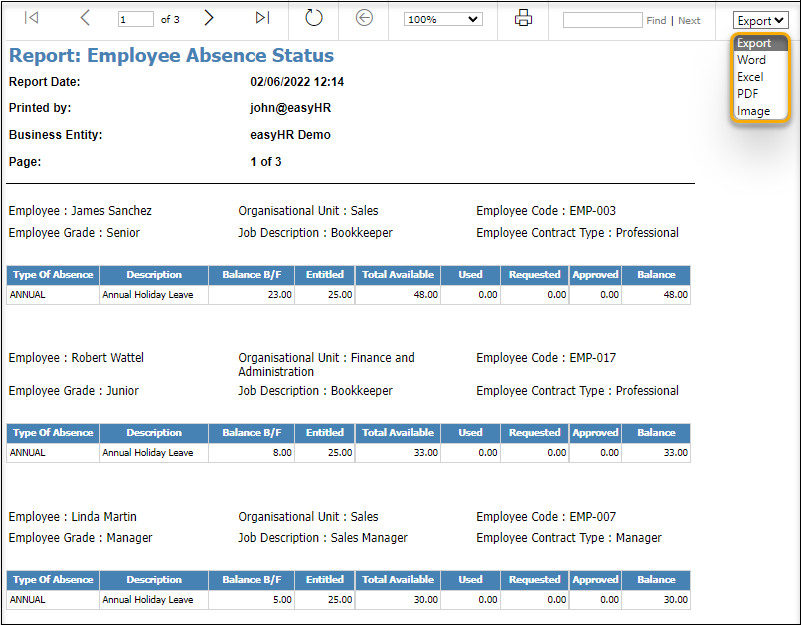 1 of 3 100% Find | Next Export
Export
Word
Excel
PDF
Image
Report: Employee Absence Status
Report Date: 02/06/2022 12:14
Printed by: john@easyHR
Business Entity: easyHR Demo
Page: 1 of 3
Employee : James Sanchez Organisational Unit : Sales Employee Code : EMP-003
Employee Grade : Senior Job Description : Bookkeeper Employee Contract Type : Professional
Type Of Absence Description Balance B/F Entitled Total Available Used Requested Approved Balance
ANNUAL Annual Holiday Leave 23.00 25.00 48.00 0.00 0.00 0.00 48.00
Employee : Robert Wattel Organisational Unit : Finance and Employee Code : EMP-017
Administration
Employee Grade : Junior Job Description : Bookkeeper Employee Contract Type : Professional
Type Of Absence Description Balance B/F Entitled Total Available Used Requested Approved Balance
ANNUAL Annual Holiday Leave 8.00 25.00 33.00 0.00 0.00 0.00 33.00
Employee : Linda Martin Organisational Unit : Sales Employee Code : EMP-007
Employee Grade : Manager Job Description : Sales Manager Employee Contract Type : Manager
Type Of Absence Description Balance B/F Entitled Total Available Used Requested Approved Balance
ANNUAL Annual Holiday Leave 5.00 25.00 30.00 0.00 0.00 0.00 30.00